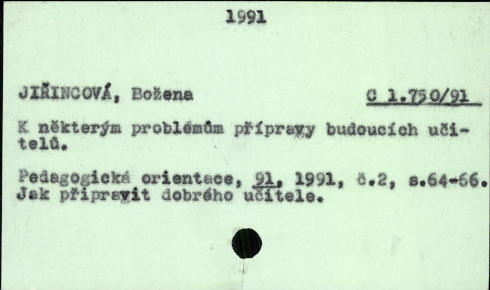 1991
JIŘINCOVÁ, Božena C 1.750/91
K některým problémům přípravy budoucích uči-
telů.
Pedagogická orientace, 91, 1991, č.2, s.64-66.
Jak připravit dobrého učitele.